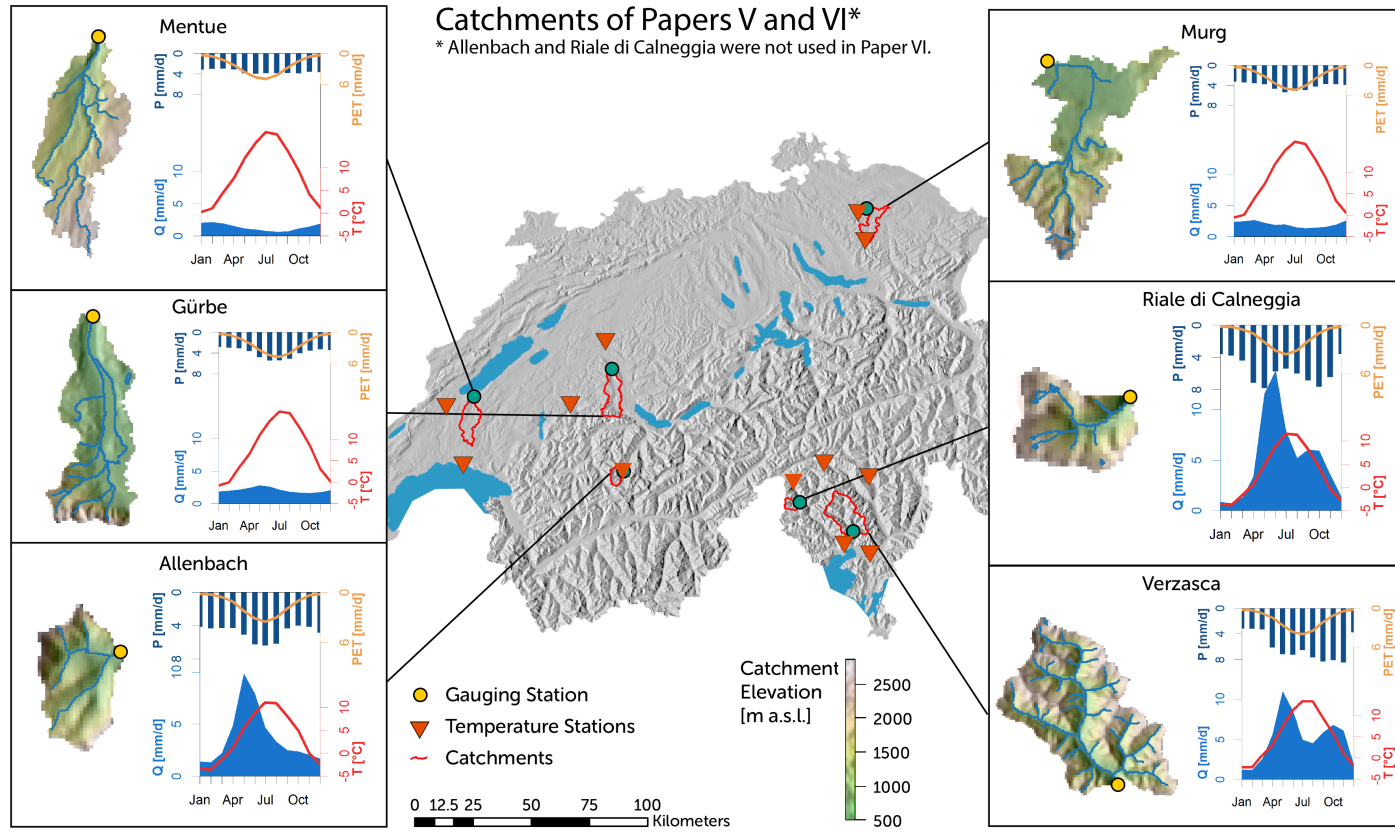 Catchments of Papers V and VI*
* Allenbach and Riale di Calneggia were not used in Paper VI.
Mentue
0
4
8
P [mm/d]
0
6
PET [mm/d]
10
5
0
Q [mm/d]
10
5
0
-5
T [°C]
Jan Apr Jul Oct
Gürbe
0
4
8
P [mm/d]
0
6
PET [mm/d]
10
5
0
Q [mm/d]
10
5
0
-5
T [°C]
Jan Apr Jul Oct
Allenbach
0
4
8
P [mm/d]
0
6
PET [mm/d]
10
5
0
Q [mm/d]
10
5
0
-5
T [°C]
Jan Apr Jul Oct
Gauging Station
Temperature Stations
Catchments
0 12.5 25 50 75 100
Kilometers
Catchment
Elevation
[m a.s.l.]
2500
2000
1500
1000
500
Murg
0
4
8
P [mm/d]
0
6
PET [mm/d]
10
5
0
Q [mm/d]
10
5
0
-5
T [°C]
Jan Apr Jul Oct
Riale di Calneggia
0
4
8
P [mm/d]
0
6
PET [mm/d]
10
5
0
Q [mm/d]
10
5
0
-5
T [°C]
Jan Apr Jul Oct
Verzasca
0
4
8
P [mm/d]
0
6
PET [mm/d]
10
5
0
Q [mm/d]
10
5
0
-5
T [°C]
Jan Apr Jul Oct